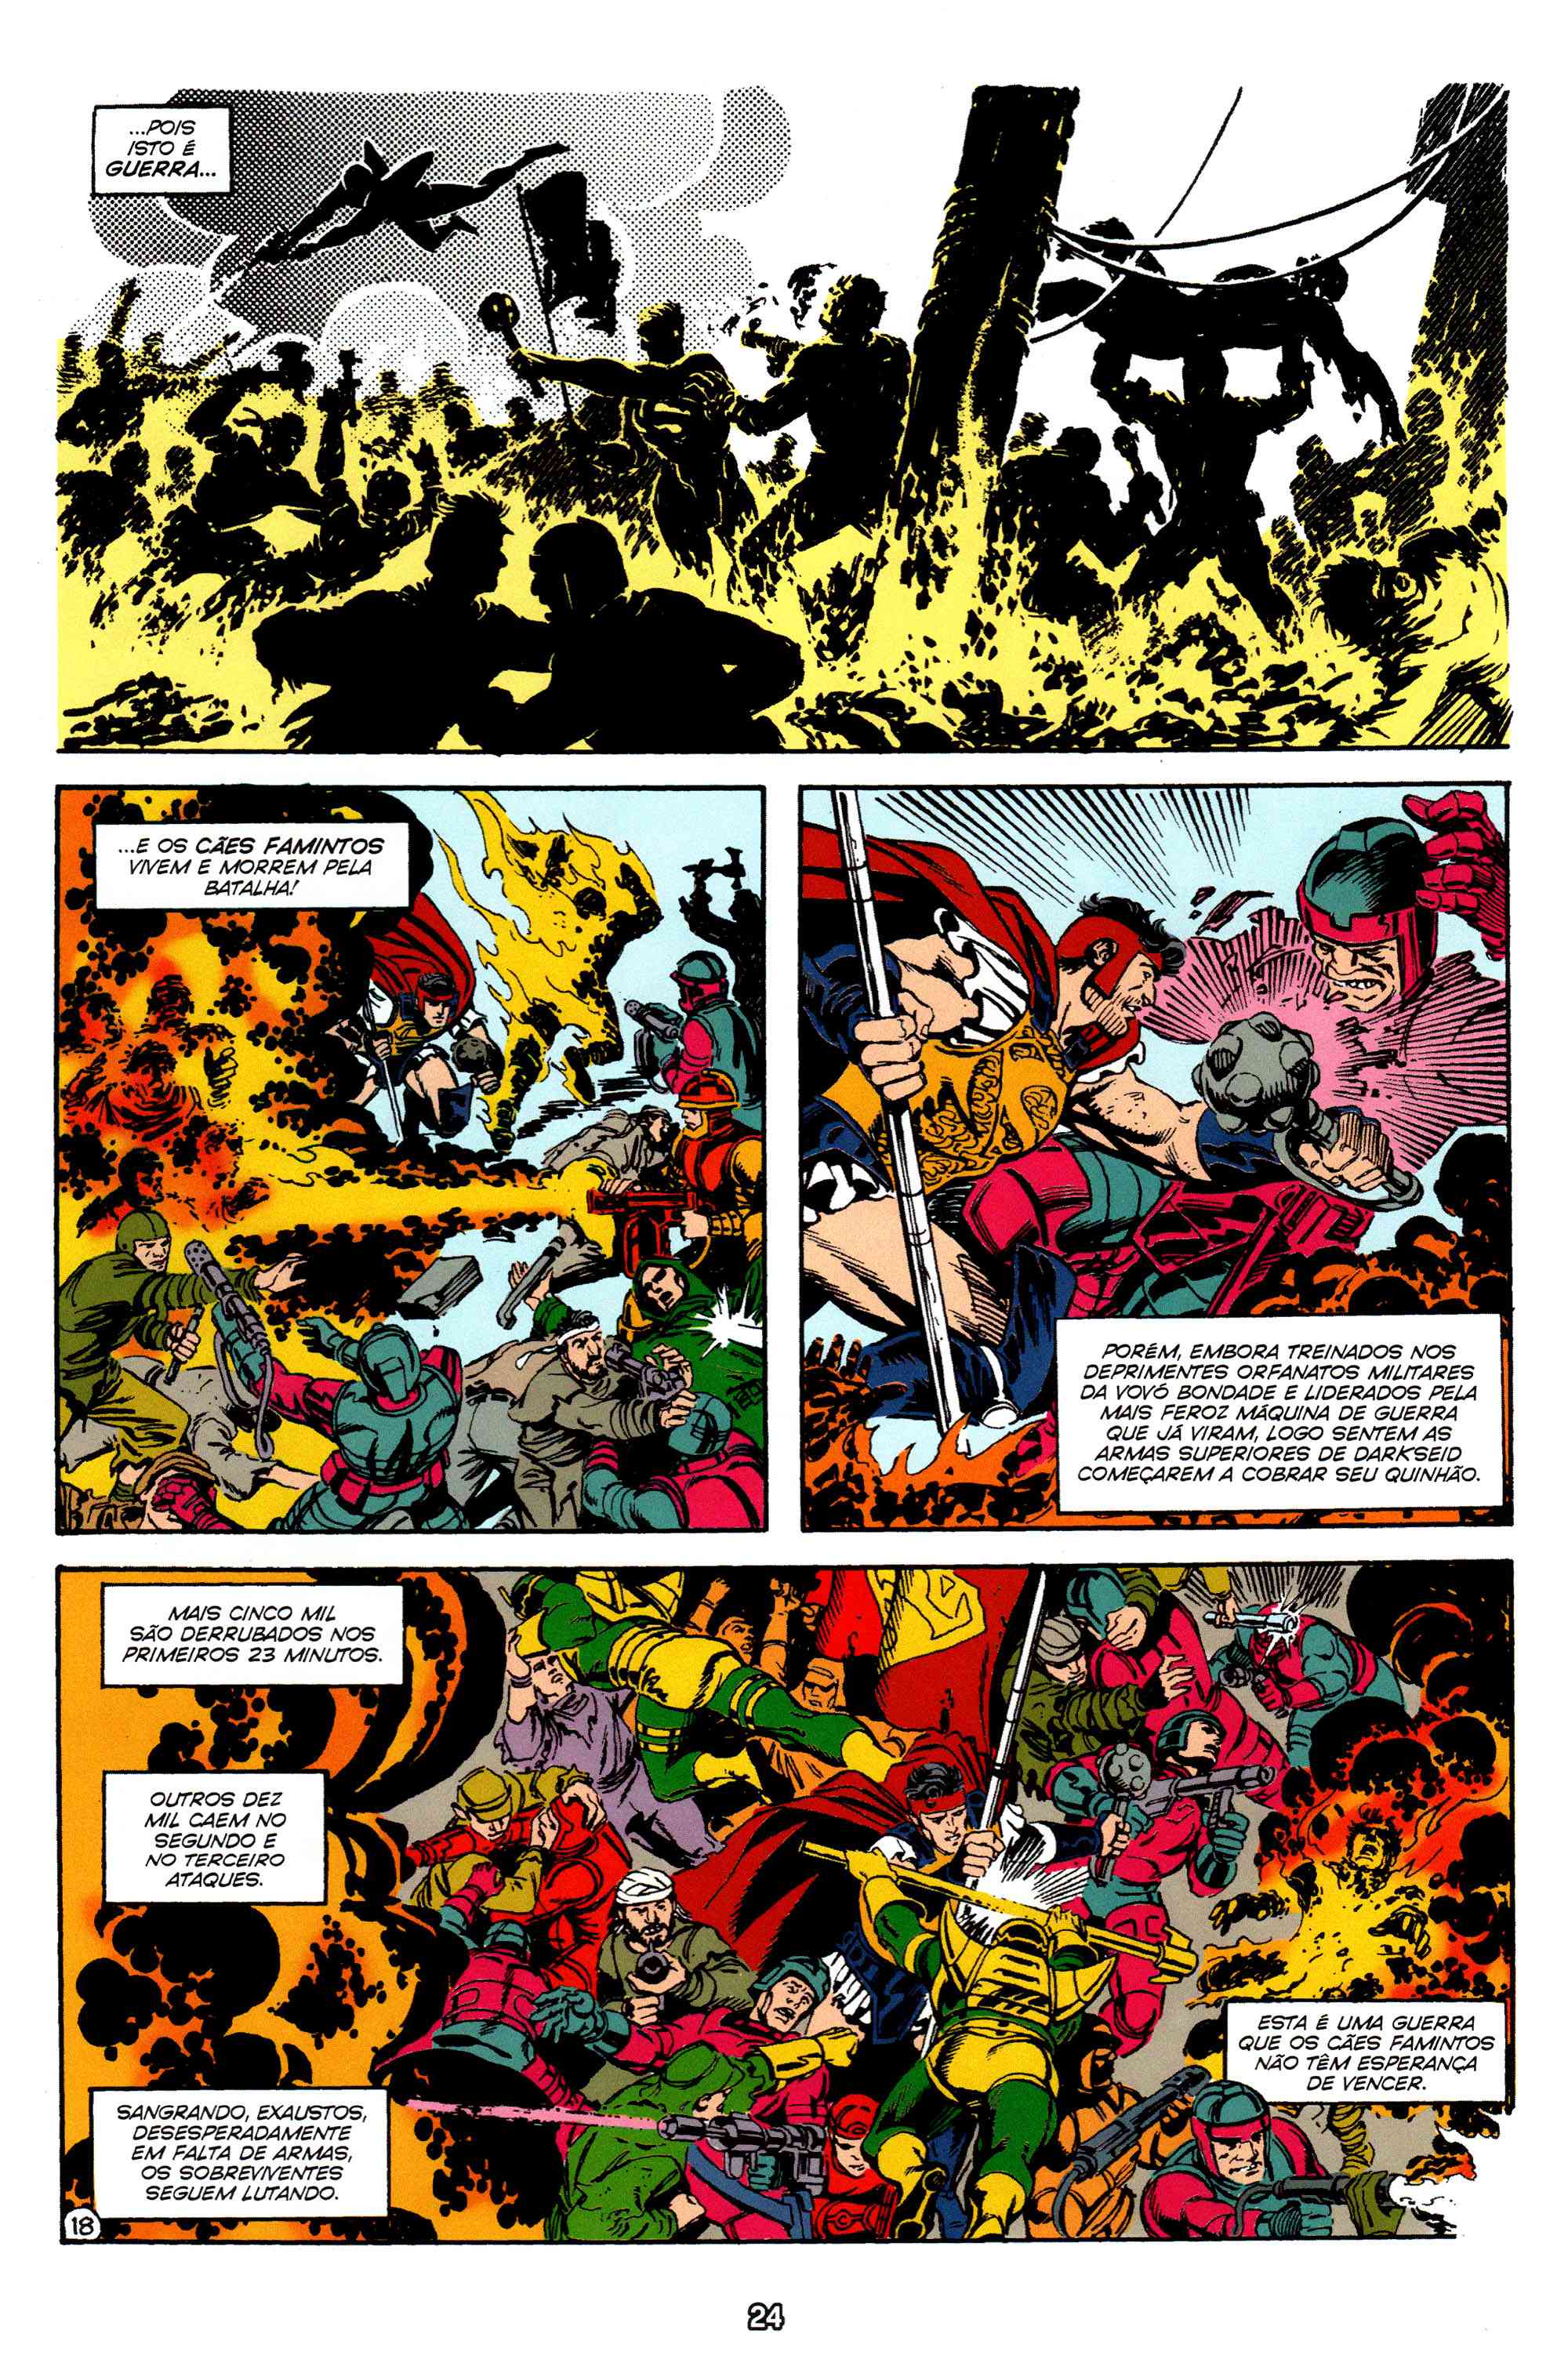 ...POIS
ISTO É
GUERRA...
...E OS CÃES FAMINTOS
VIVEM E MORREM PELA
BATALHA!
PORÉM, EMBORA TREINADOS NOS
DEPRIMENTES ORFANATOS MILITARES
DA VOVÓ BONDADE E LIDERADOS PELA
MAIS FEROZ MÁQUINA DE GUERRA
QUE JÁ VIRAM, LOGO SENTEM AS
ARMAS SUPERIORES DE DARKSEID
COMEÇAREM A COBRAR SEU QUINHÃO.
MAIS CINCO MIL
SÃO DERRUBADOS NOS
PRIMEIROS 23 MINUTOS.
OUTROS DEZ
MIL CAEM NO
SEGUNDO E
NO TERCEIRO
ATAQUES.
SANGRANDO, EXAUSTOS,
DESESPERADAMENTE
EM FALTA DE ARMAS,
OS SOBREVIVENTES
SEGUEM LUTANDO.
ESTA É UMA GUERRA
QUE OS CÃES FAMINTOS
NÃO TÊM ESPERANÇA
DE VENCER.
18
24